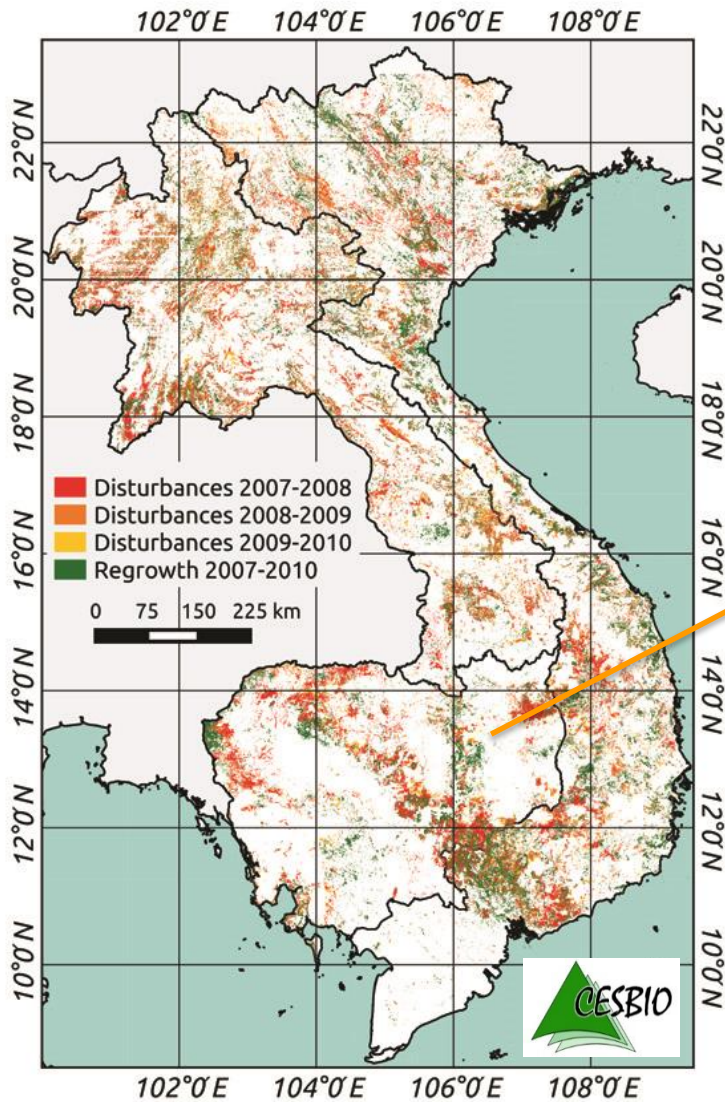 102°0'E 104°0'E 106°0'E 108°0'E
22°0'N 22°0'N
20°0'N 20°0'N
18°0'N 18°0'N
Disturbances 2007-2008
Disturbances 2008-2009
Disturbances 2009-2010
Regrowth 2007-2010
16°0'N 16°0'N
0 75 150 225 km
14°0'N 14°0'N
12°0'N 12°0'N
10°0'N 10°0'N
CESBIO
102°0'E 104°0'E 106°0'E 108°0'E